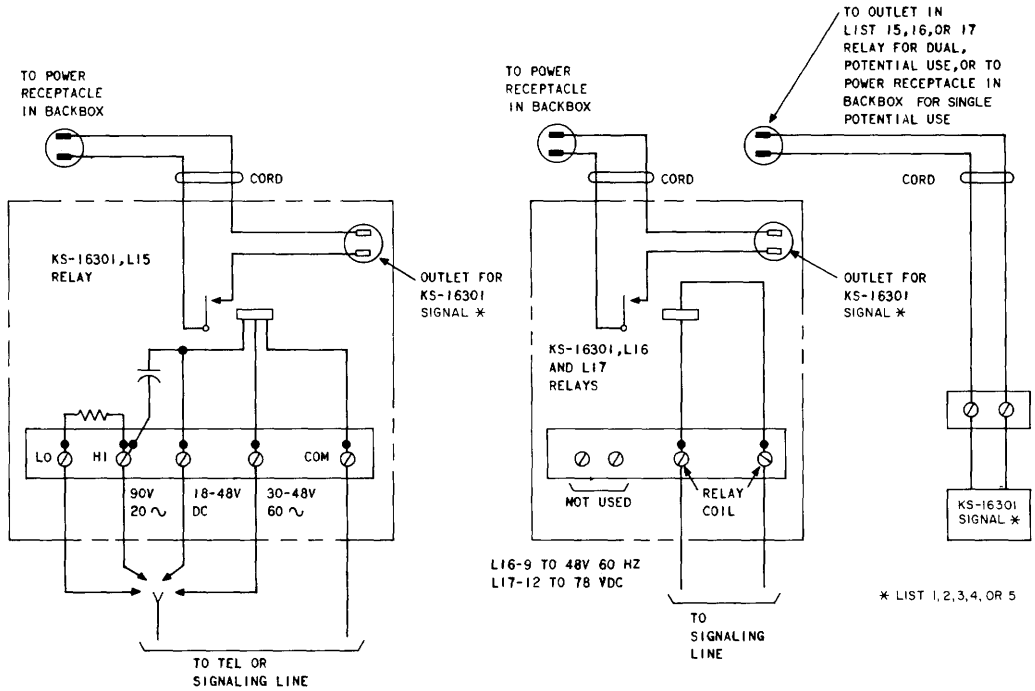 TO OUTLET IN
LIST 15,16,OR 17
RELAY FOR DUAL,
POTENTIAL USE,OR TO
POWER RECEPTACLE IN
BACKBOX FOR SINGLE
POTENTIAL USE
TO POWER
RECEPTACLE
IN BACKBOX
TO POWER
RECEPTACLE
IN BACKBOX
CORD
CORD
CORD
KS-16301,L15
RELAY
OUTLET FOR
KS-16301
SIGNAL *
OUTLET FOR
KS-16301
SIGNAL *
KS-16301,L16
AND L17
RELAYS
LO
HI
COM
90V
20 ~
18-48V
DC
30-48V
60 ~
NOT USED
RELAY
COIL
KS-16301
SIGNAL *
L16-9 TO 48V 60 HZ
L17-12 TO 78 VDC
* LIST 1,2,3,4, OR 5
TO
SIGNALING
LINE
TO TEL OR
SIGNALING LINE